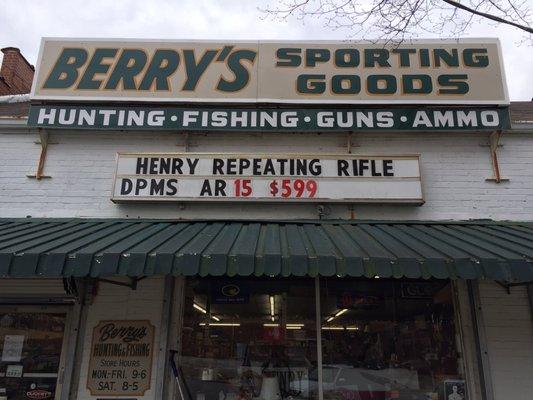 BERRY'S SPORTING GOODS
HUNTING • FISHING • GUNS • AMMO
HENRY REPEATING RIFLE
DPMS AR 15 $599
Berry's
HUNTING & FISHING
STORE HOURS
MON.-FRI. 9-6
SAT. 8-5